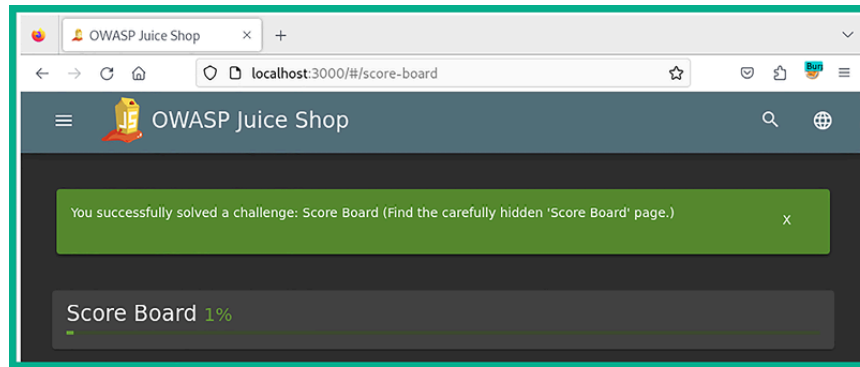 OWASP Juice Shop
localhost:3000/#/score-board
Bur
JS OWASP Juice Shop
You successfully solved a challenge: Score Board (Find the carefully hidden 'Score Board' page.) X
Score Board 1%